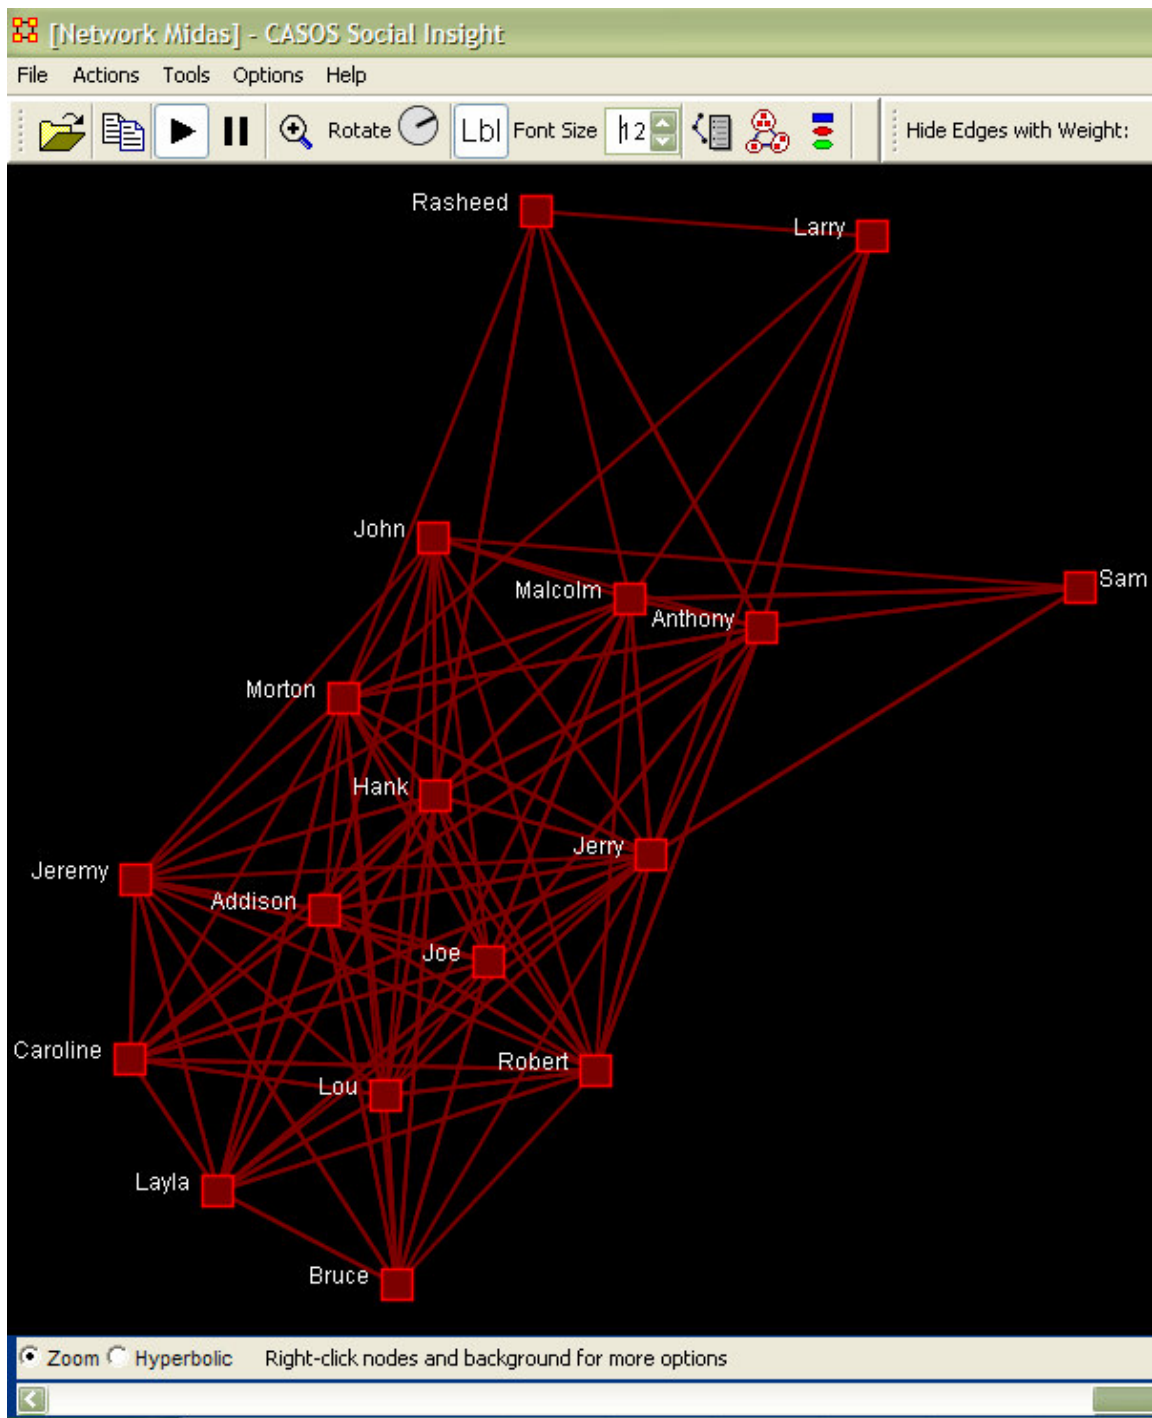 [Network Midas] - CASOS Social Insight
File Actions Tools Options Help
Rotate Lbl Font Size 12 Hide Edges with Weight:
Rasheed
Larry
John
Malcolm
Sam
Anthony
Morton
Hank
Jerry
Jeremy
Addison
Joe
Caroline
Robert
Lou
Layla
Bruce
Zoom Hyperbolic Right-click nodes and background for more options